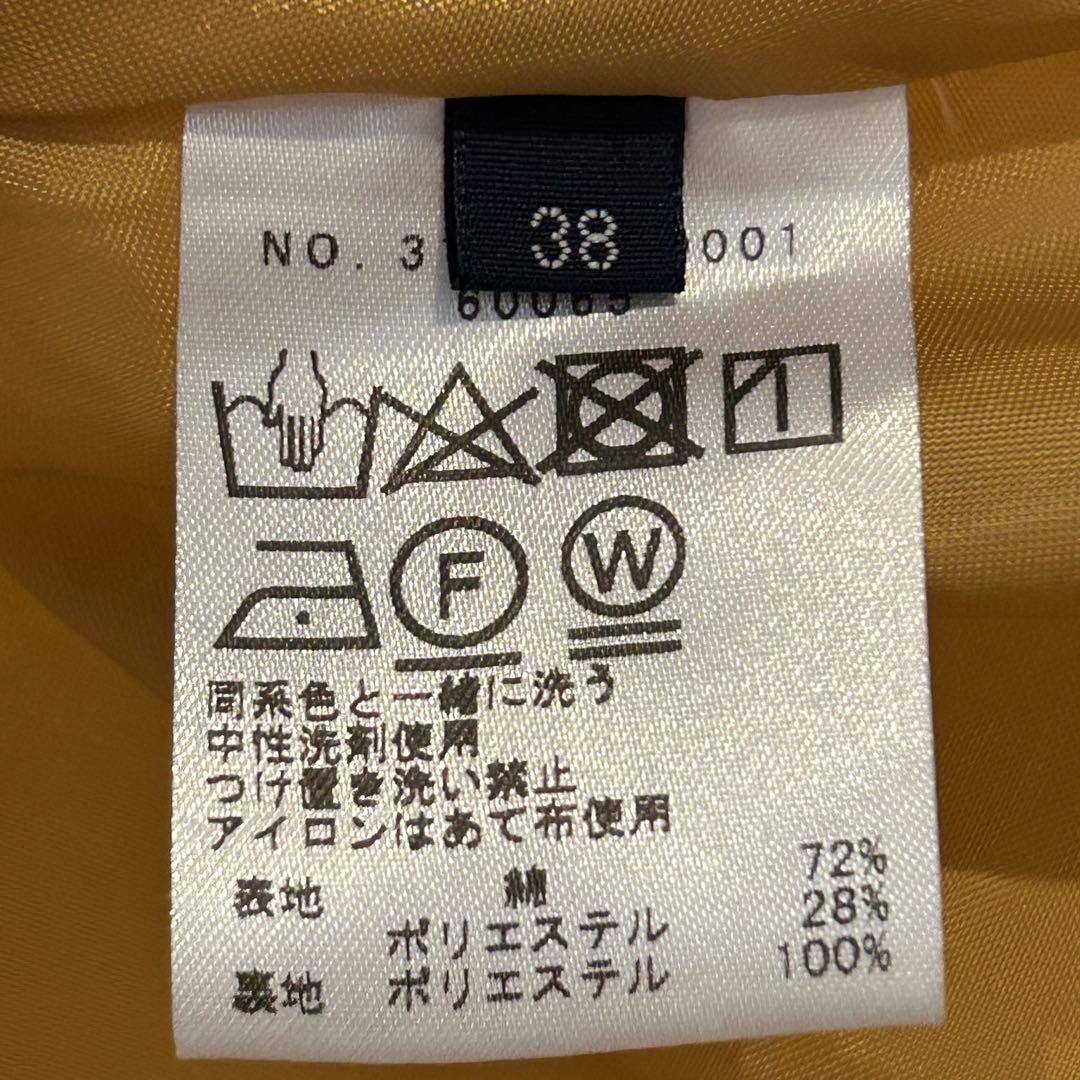 38
NO. 3 001
60065
F W
同系色と一緒に洗う
中性洗剤使用
つけ置き洗い禁止
アイロンはあて布使用
表地 綿 72%
ポリエステル 28%
裏地 ポリエステル 100%